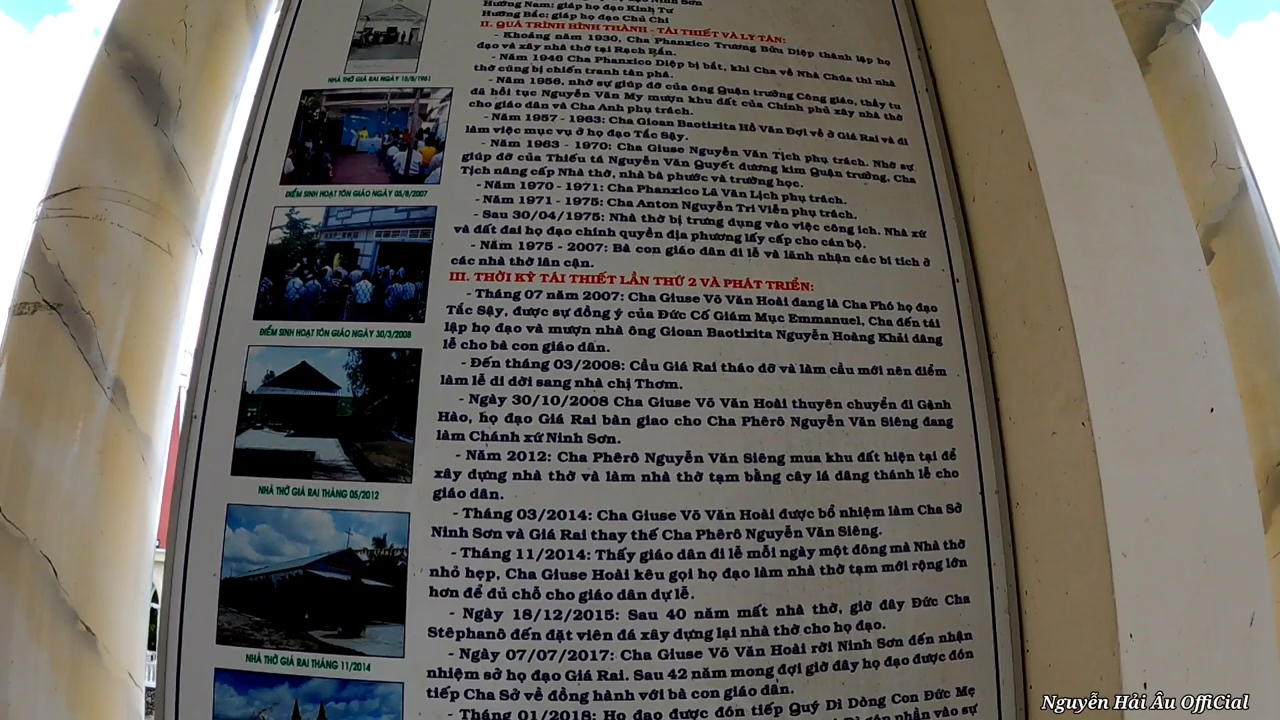 Ninh Sơn
Hướng Nam: giáp họ đạo Kinh Tư
Hướng Bắc: giáp họ đạo Chủ Chí
II. QUÁ TRÌNH HÌNH THÀNH - TÁI THIẾT VÀ LY TÁN:
- Khoảng năm 1930, Cha Phanxico Trương Bửu Diệp thành lập họ
đạo và xây nhà thờ tại Rạch Rắn.
- Năm 1946 Cha Phanxico Diệp bị bắt, khi Cha về Nhà Chúa thì nhà
thờ cũng bị chiến tranh tàn phá.
- Năm 1956, nhờ sự giúp đỡ của ông Quận trưởng Công giáo, thầy tu
đã hồi tục Nguyễn Văn My mượn khu đất của Chính phủ xây nhà thờ
cho giáo dân và Cha Anh phụ trách.
- Năm 1957 - 1963: Cha Gioan Baotixita Hồ Văn Đợi về ở Giá Rai và đi
làm việc mục vụ ở họ đạo Tắc Sậy.
- Năm 1963 - 1970: Cha Giuse Nguyễn Văn Tịch phụ trách. Nhờ sự
giúp đỡ của Thiếu tá Nguyễn Văn Quyết đương kim Quận trưởng, Cha
Tịch nâng cấp Nhà thờ, nhà bà phước và trường học.
- Năm 1970 - 1971: Cha Phanxico Lã Văn Lịch phụ trách.
- Năm 1971 - 1975: Cha Anton Nguyễn Tri Viễn phụ trách.
- Sau 30/04/1975: Nhà thờ bị trưng dụng vào việc công ích. Nhà xứ
và đất đai họ đạo chính quyền địa phương lấy cấp cho cán bộ.
- Năm 1975 - 2007: Bà con giáo dân đi lễ và lãnh nhận các bí tích ở
các nhà thờ lân cận.
III. THỜI KỲ TÁI THIẾT LẦN THỨ 2 VÀ PHÁT TRIỂN:
- Tháng 07 năm 2007: Cha Giuse Võ Văn Hoài đang là Cha Phó họ đạo
Tắc Sậy, được sự đồng ý của Đức Cố Giám Mục Emmanuel, Cha đến tái
lập họ đạo và mượn nhà ông Gioan Baotixita Nguyễn Hoàng Khải dâng
lễ cho bà con giáo dân.
- Đến tháng 03/2008: Cầu Giá Rai tháo dỡ và làm cầu mới nên điểm
làm lễ di dời sang nhà chị Thơm.
- Ngày 30/10/2008 Cha Giuse Võ Văn Hoài thuyên chuyển đi Gành
Hào, họ đạo Giá Rai bàn giao cho Cha Phêrô Nguyễn Văn Siêng đang
làm Chánh xứ Ninh Sơn.
- Năm 2012: Cha Phêrô Nguyễn Văn Siêng mua khu đất hiện tại để
xây dựng nhà thờ và làm nhà thờ tạm bằng cây lá dâng thánh lễ cho
giáo dân.
- Tháng 03/2014: Cha Giuse Võ Văn Hoài được bổ nhiệm làm Cha Sở
Ninh Sơn và Giá Rai thay thế Cha Phêrô Nguyễn Văn Siêng.
- Tháng 11/2014: Thấy giáo dân đi lễ mỗi ngày một đông mà Nhà thờ
nhỏ hẹp, Cha Giuse Hoài kêu gọi họ đạo làm nhà thờ tạm mới rộng lớn
hơn để đủ chỗ cho giáo dân dự lễ.
- Ngày 18/12/2015: Sau 40 năm mất nhà thờ, giờ đây Đức Cha
Stêphanô đến đặt viên đá xây dựng lại nhà thờ cho họ đạo.
- Ngày 07/07/2017: Cha Giuse Võ Văn Hoài rời Ninh Sơn đến nhận
nhiệm sở họ đạo Giá Rai. Sau 42 năm mong đợi giờ đây họ đạo được đón
tiếp Cha Sở về đồng hành với bà con giáo dân.
- Tháng 01/2018: Họ đạo được đón tiếp Quý Dì Dòng Con Đức Mẹ
góp phần vào sự
NHÀ THỜ GIÁ RAI NGÀY 15/8/1961
ĐIỂM SINH HOẠT TÔN GIÁO NGÀY 05/8/2007
ĐIỂM SINH HOẠT TÔN GIÁO NGÀY 30/3/2008
NHÀ THỜ GIÁ RAI THÁNG 05/2012
NHÀ THỜ GIÁ RAI THÁNG 11/2014
Nguyễn Hải Âu OffiCial